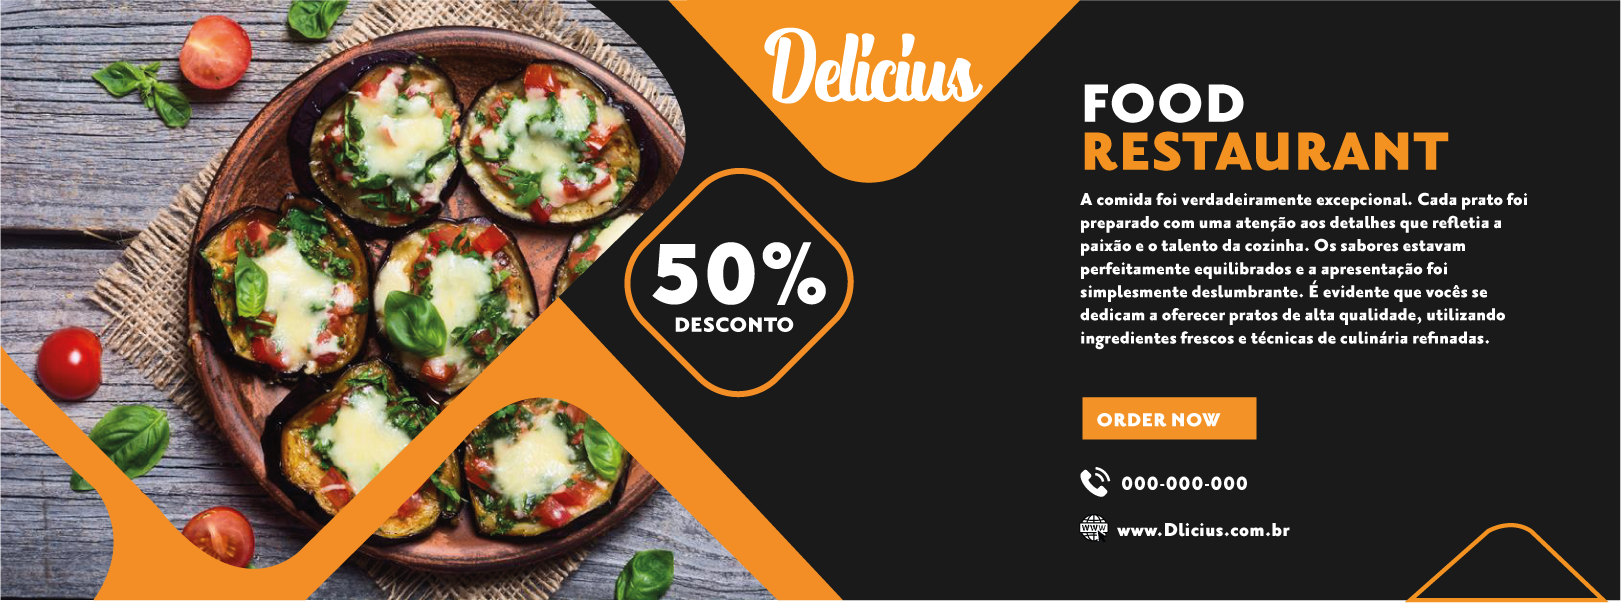 Delicius
50%
DESCONTO
FOOD
RESTAURANT
A comida foi verdadeiramente excepcional. Cada prato foi
preparado com uma atenção aos detalhes que refletia a
paixão e o talento da cozinha. Os sabores estavam
perfeitamente equilibrados e a apresentação foi
simplesmente deslumbrante. É evidente que vocês se
dedicam a oferecer pratos de alta qualidade, utilizando
ingredientes frescos e técnicas de culinária refinadas.
ORDER NOW
000-000-000
www
www.Dlicius.com.br